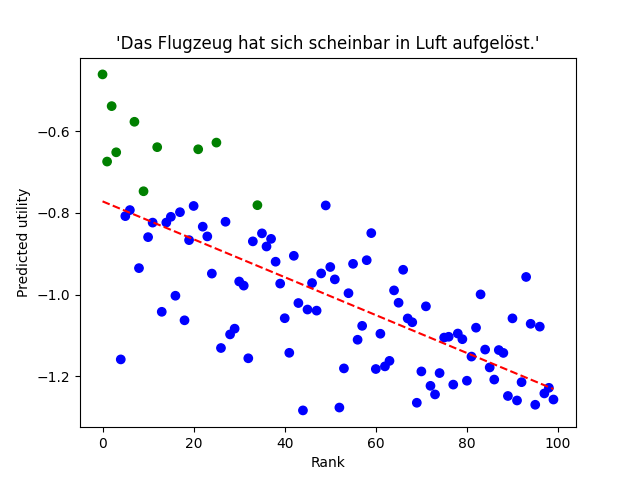 'Das Flugzeug hat sich scheinbar in Luft aufgelöst.'
Predicted utility
−0.6
−0.8
−1.0
−1.2
0 20 40 60 80 100
Rank